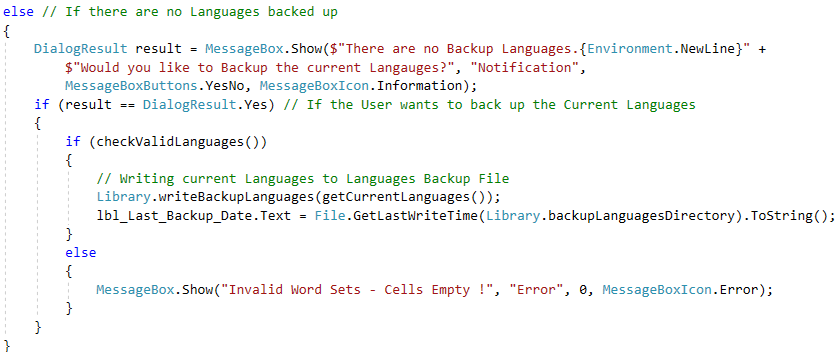 else // If there are no Languages backed up
{
DialogResult result = MessageBox.Show($"There are no Backup Languages.{Environment.NewLine}" +
$"Would you like to Backup the current Langauges?", "Notification",
MessageBoxButtons.YesNo, MessageBoxIcon.Information);
if (result == DialogResult.Yes) // If the User wants to back up the Current Languages
{
if (checkValidLanguages())
{
// Writing current Languages to Languages Backup File
Library.writeBackupLanguages(getCurrentLanguages());
lbl_Last_Backup_Date.Text = File.GetLastWriteTime(Library.backupLanguagesDirectory).ToString();
}
else
{
MessageBox.Show("Invalid Word Sets - Cells Empty !", "Error", 0, MessageBoxIcon.Error);
}
}
}